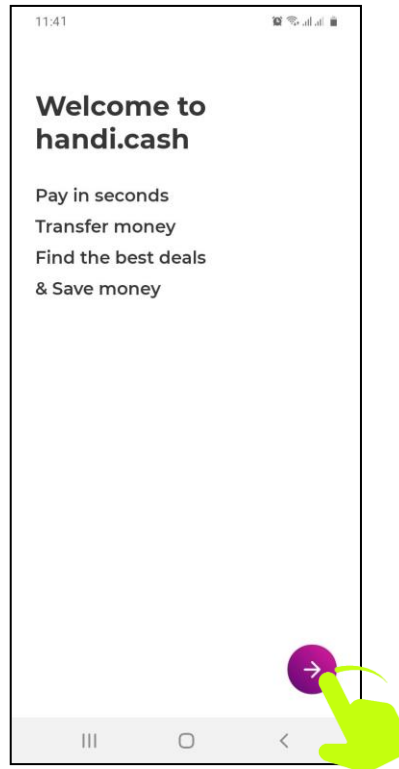 11:41
Welcome to
handi.cash
Pay in seconds
Transfer money
Find the best deals
& Save money